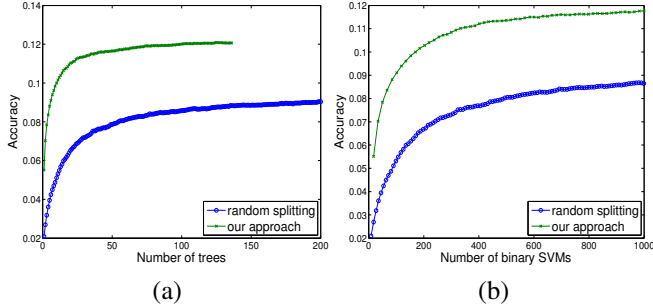 0.14
0.12
0.1
0.08
0.06
0.04
0.02
0
50
100
150
200
Accuracy
Number of trees
random splitting
our approach
(a)
0.12
0.11
0.1
0.09
0.08
0.07
0.06
0.05
0.04
0.03
0.02
0
200
400
600
800
1000
Accuracy
Number of binary SVMs
random splitting
our approach
(b)